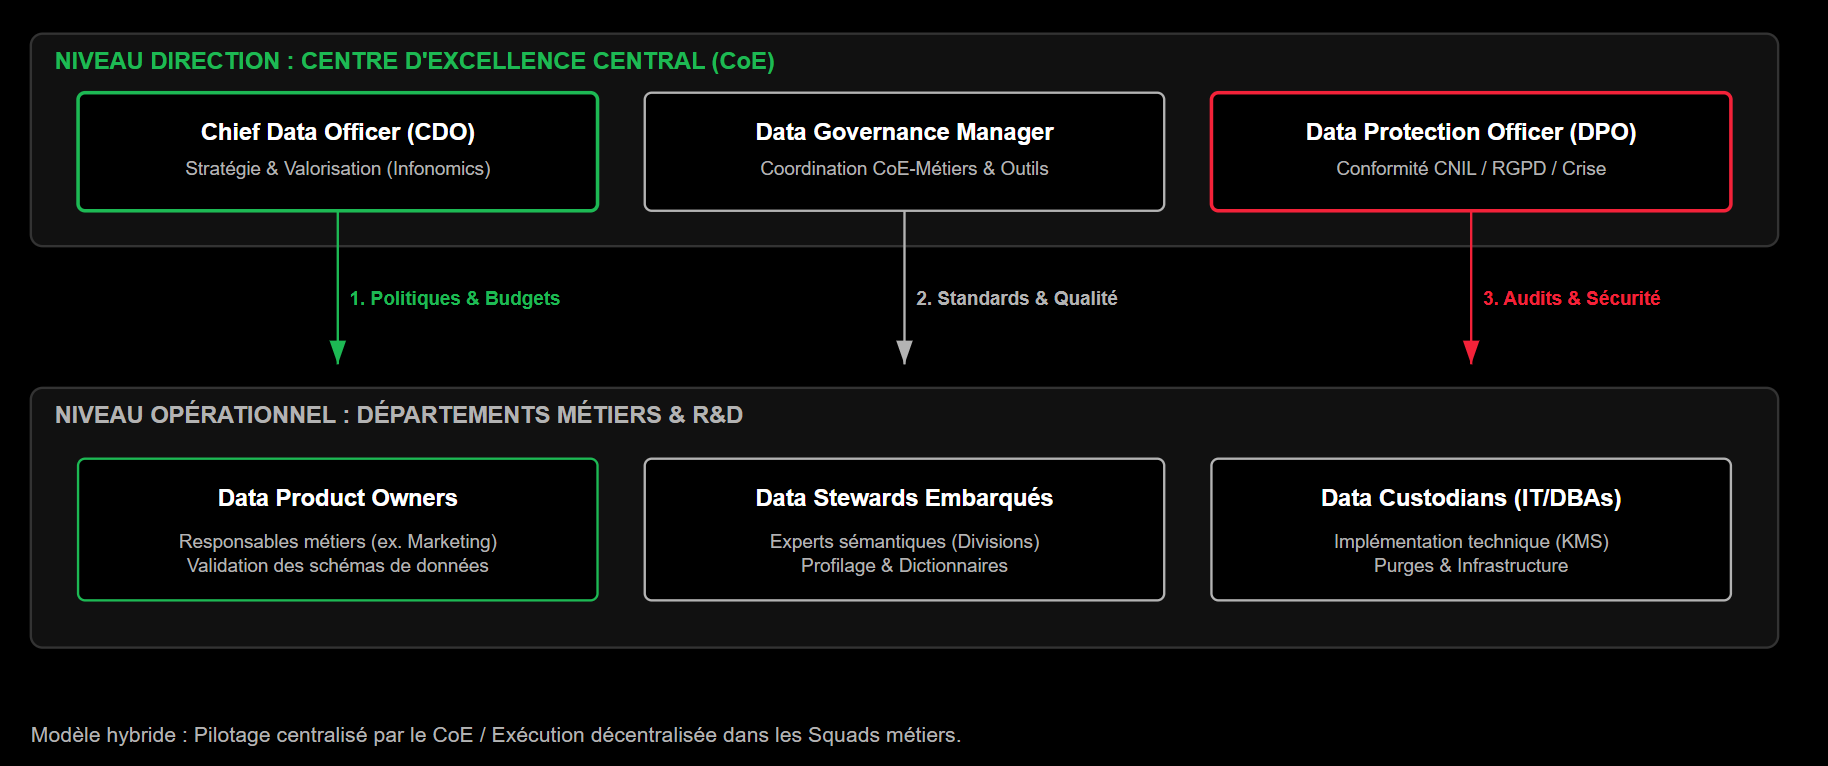 NIVEAU DIRECTION : CENTRE D'EXCELLENCE CENTRAL (CoE)
Chief Data Officer (CDO)
Stratégie & Valorisation (Infonomics)
Data Governance Manager
Coordination CoE-Métiers & Outils
Data Protection Officer (DPO)
Conformité CNIL / RGPD / Crise
1. Politiques & Budgets
2. Standards & Qualité
3. Audits & Sécurité
NIVEAU OPÉRATIONNEL : DÉPARTEMENTS MÉTIERS & R&D
Data Product Owners
Responsables métiers (ex. Marketing)
Validation des schémas de données
Data Stewards Embarqués
Experts sémantiques (Divisions)
Profilage & Dictionnaires
Data Custodians (IT/DBAs)
Implémentation technique (KMS)
Purges & Infrastructure
Modèle hybride : Pilotage centralisé par le CoE / Exécution décentralisée dans les Squads métiers.